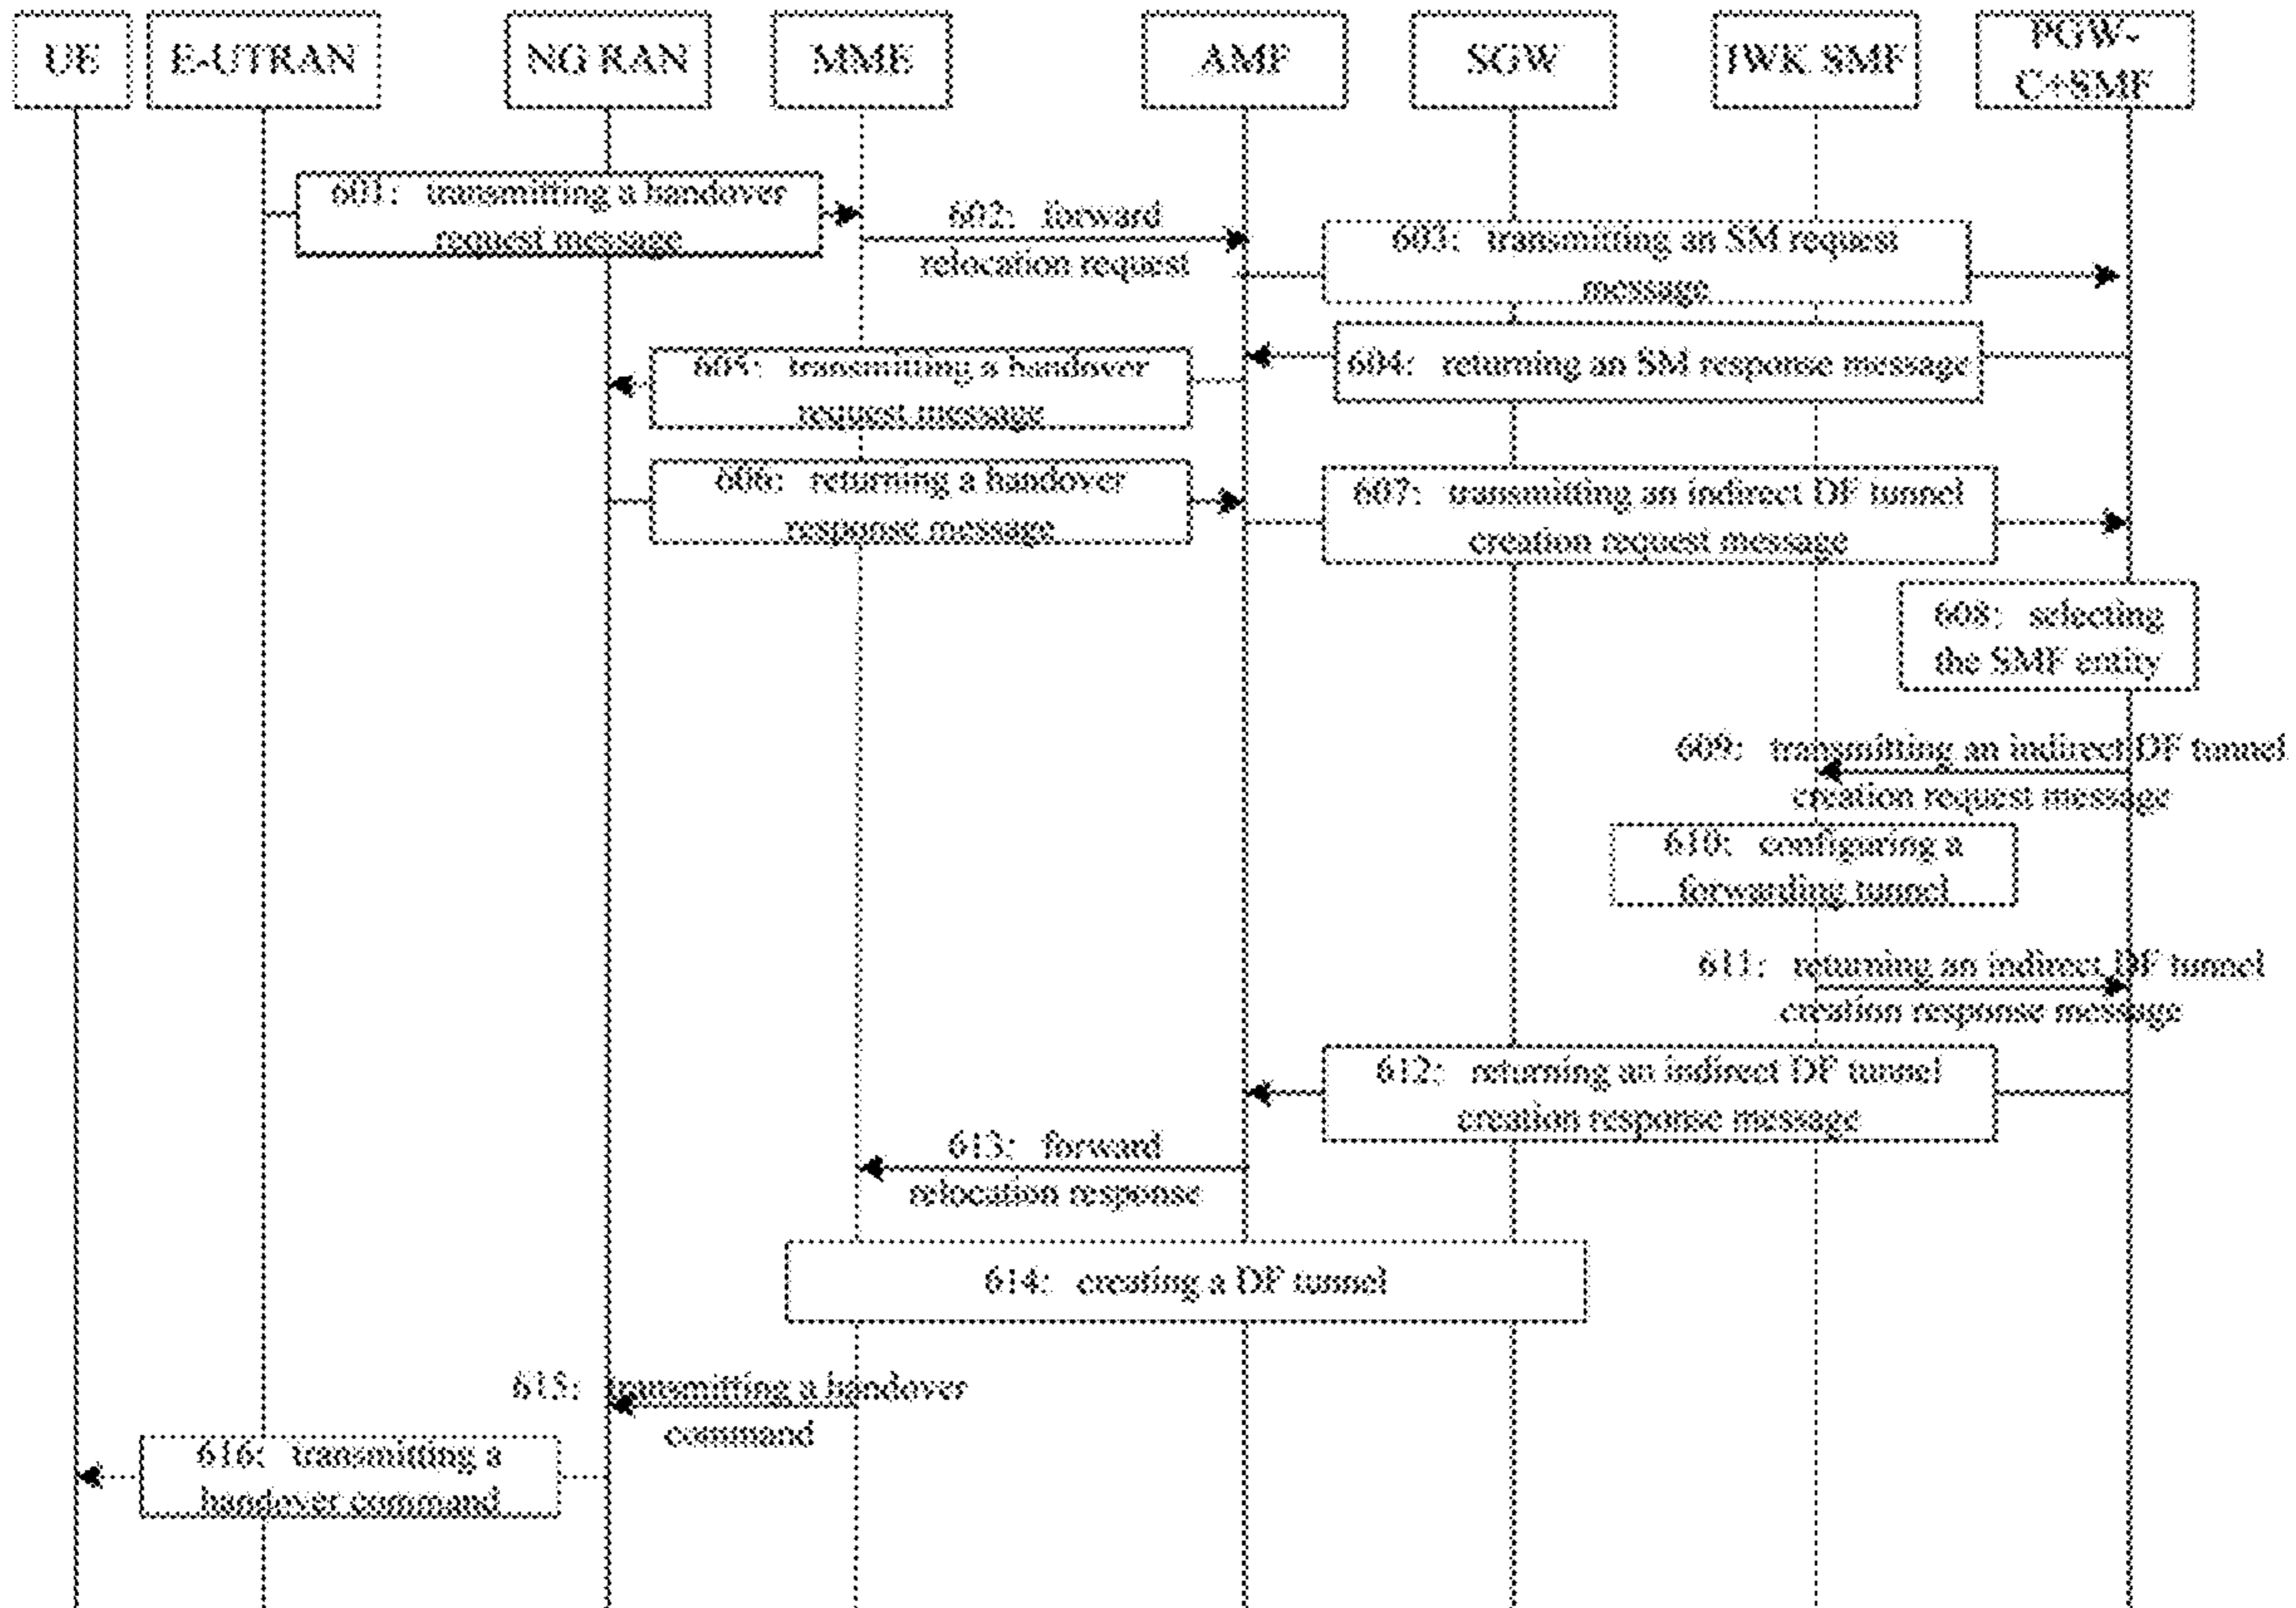 UE
E-UTRAN
NG RAN
MME
AMF
SGW
IWK SMF
PGW-
C+SMF
601: transmitting a handover
request message
602: forward
relocation request
603: transmitting an SM request
message
604: returning an SM response message
605: transmitting a handover
request message
606: returning a handover
response message
607: transmitting an indirect DF tunnel
creation request message
608: selecting
the SMF entity
609: transmitting an indirect DF tunnel
creation request message
610: configuring a
forwarding tunnel
611: returning an indirect DF tunnel
creation response message
612: returning an indirect DF tunnel
creation response message
613: forward
relocation response
614: creating a DF tunnel
615: transmitting a handover
command
616: transmitting a
handover command